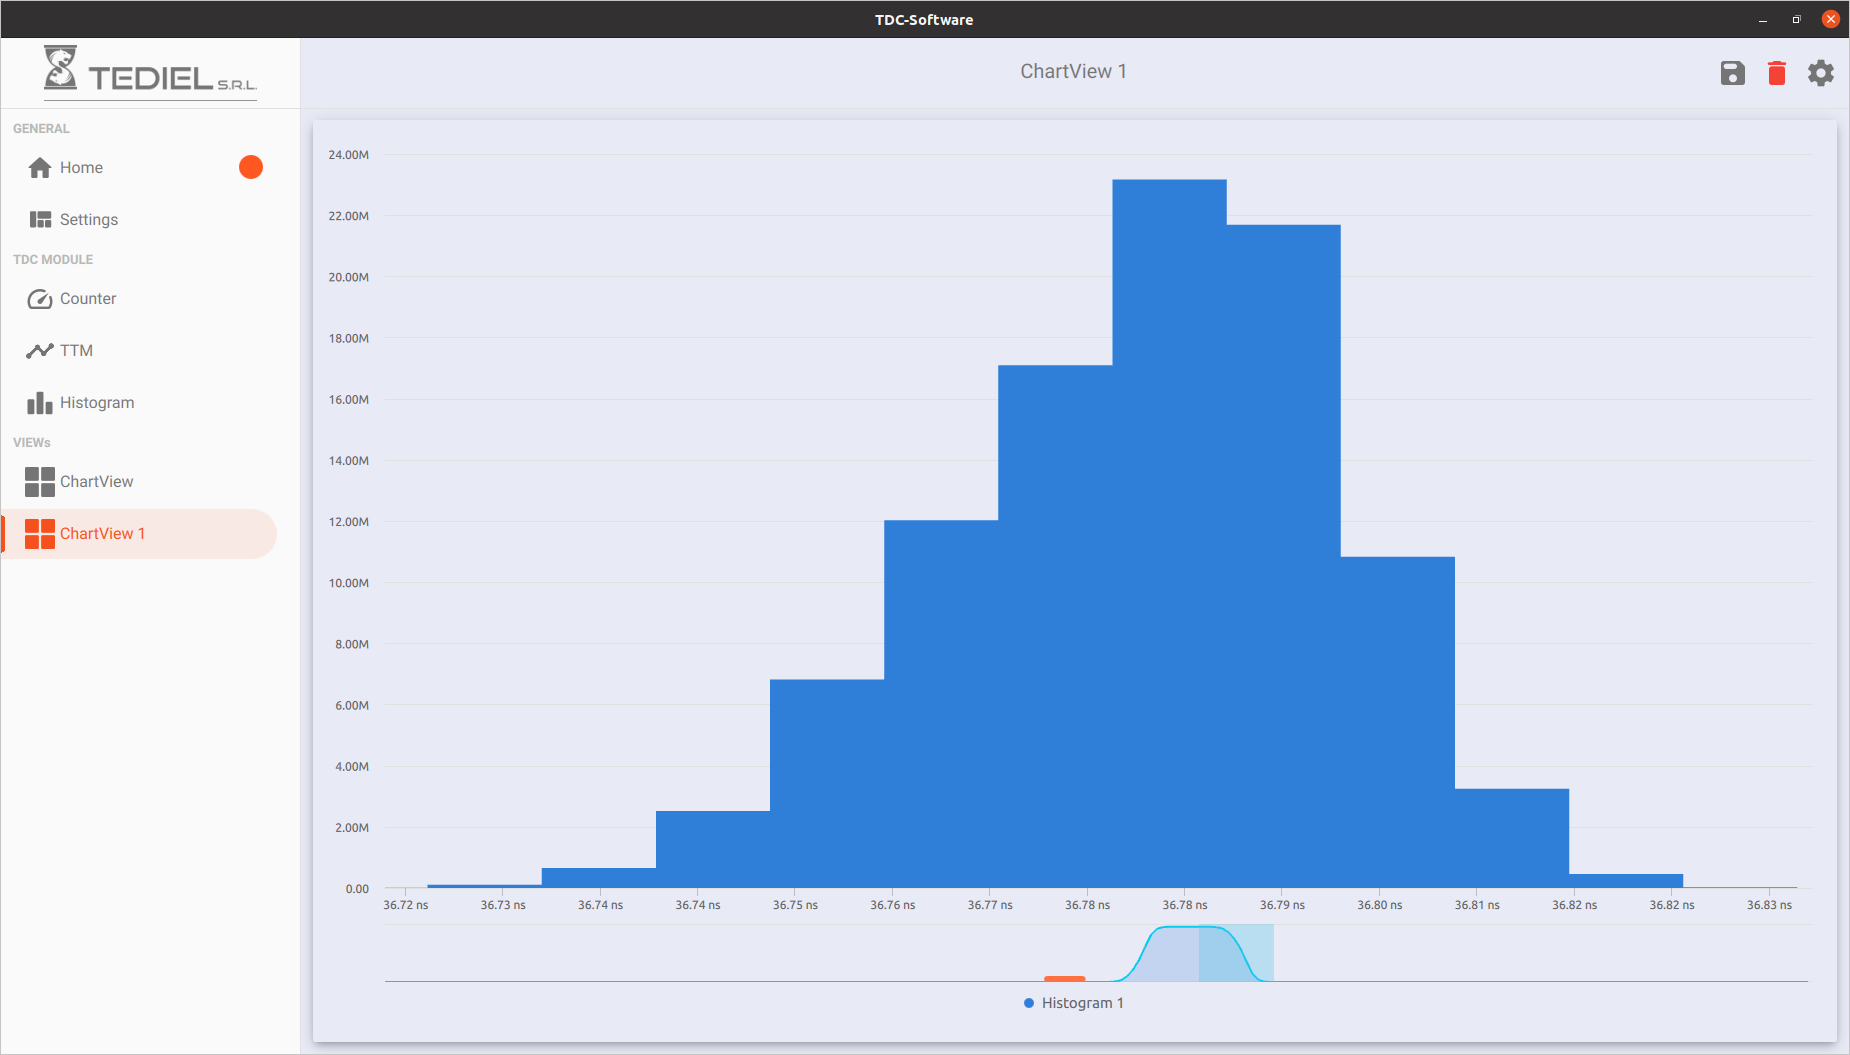 TDC-Software
TEDIEL S.R.L.
ChartView 1
GENERAL
Home
Settings
TDC MODULE
Counter
TTM
Histogram
VIEWs
ChartView
ChartView 1
24.00M
22.00M
20.00M
18.00M
16.00M
14.00M
12.00M
10.00M
8.00M
6.00M
4.00M
2.00M
0.00
36.72 ns 36.73 ns 36.74 ns 36.74 ns 36.75 ns 36.76 ns 36.77 ns 36.78 ns 36.78 ns 36.79 ns 36.80 ns 36.81 ns 36.82 ns 36.82 ns 36.83 ns
Histogram 1